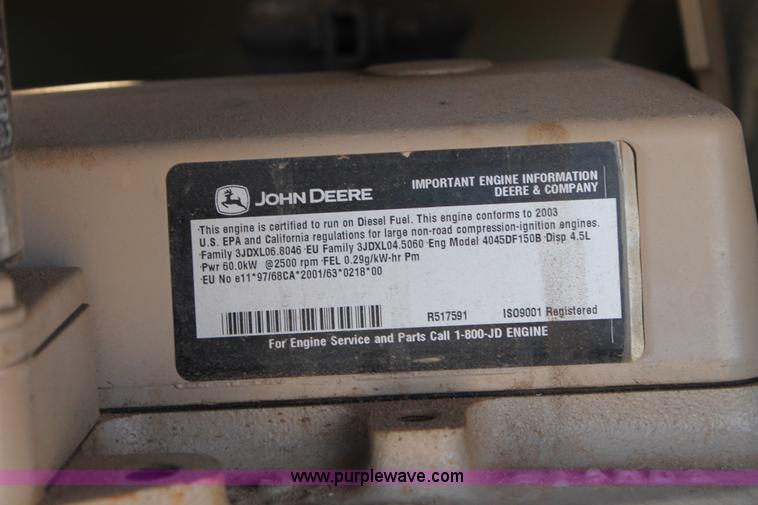 JOHN DEERE
IMPORTANT ENGINE INFORMATION
DEERE & COMPANY
·This engine is certified to run on Diesel Fuel. This engine conforms to 2003
U.S. EPA and California regulations for large non-road compression-ignition engines.
·Family 3JDXL06.8046 ·EU Family 3JDXL04.5060 ·Eng Model 4045DF150B ·Disp 4.5L
·Pwr 60.0kW @2500 rpm ·FEL 0.29g/kW-hr Pm
·EU No e11*97/68CA*2001/63*0218*00
R517591
ISO9001 Registered
For Engine Service and Parts Call 1-800-JD ENGINE
www.purplewave.com